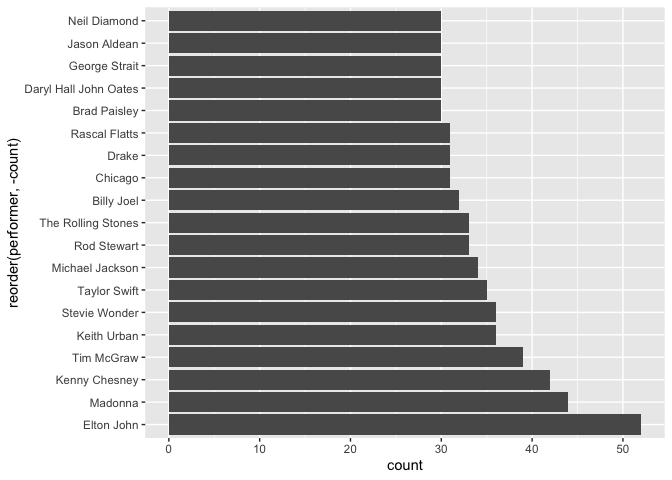 Neil Diamond
Jason Aldean
George Strait
Daryl Hall John Oates
Brad Paisley
Rascal Flatts
Drake
Chicago
Billy Joel
The Rolling Stones
Rod Stewart
Michael Jackson
Taylor Swift
Stevie Wonder
Keith Urban
Tim McGraw
Kenny Chesney
Madonna
Elton John
reorder(performer, -count)
0 10 20 30 40 50
count